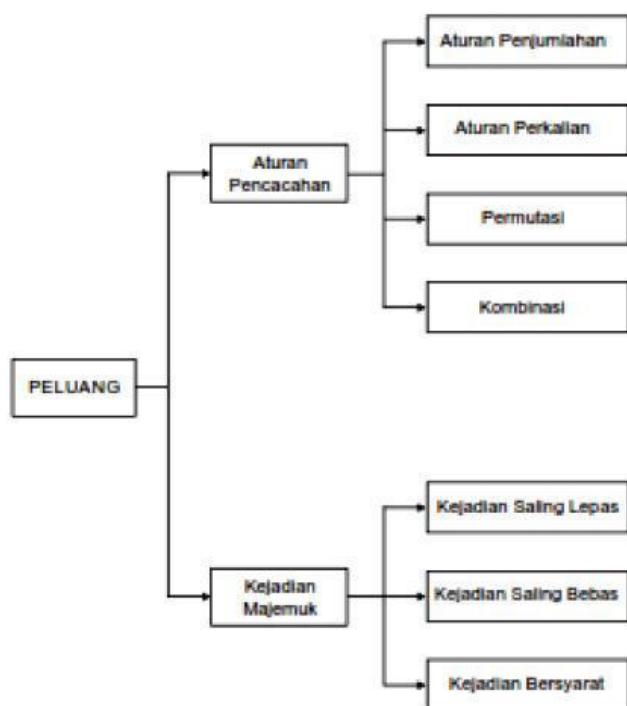 Aturan Penjumlahan
Aturan Perkalian
Aturan
Pencacahan
Permutasi
Kombinasi
PELUANG
Kejadian Saling Lepas
Kejadian
Majemuk
Kejadian Saling Bebas
Kejadian Bersyarat